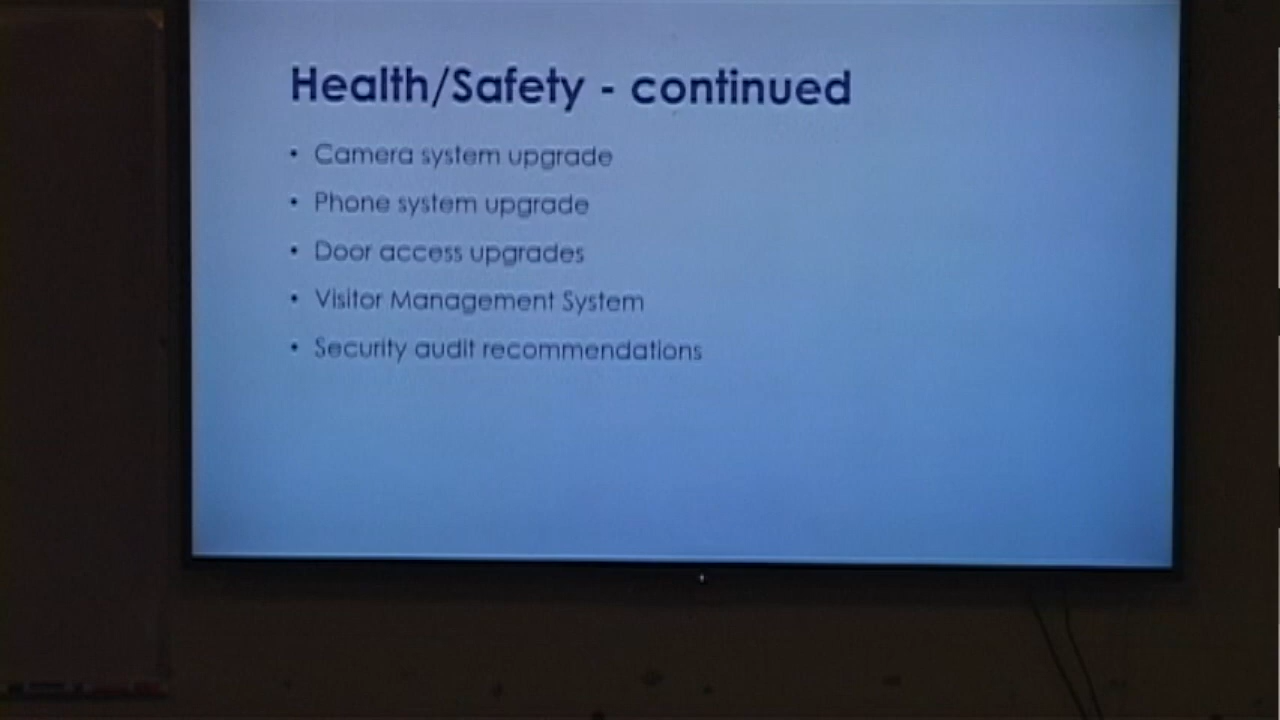 Health/Safety - continued
• Camera system upgrade
• Phone system upgrade
• Door access upgrades
• Visitor Management System
• Security audit recommendations